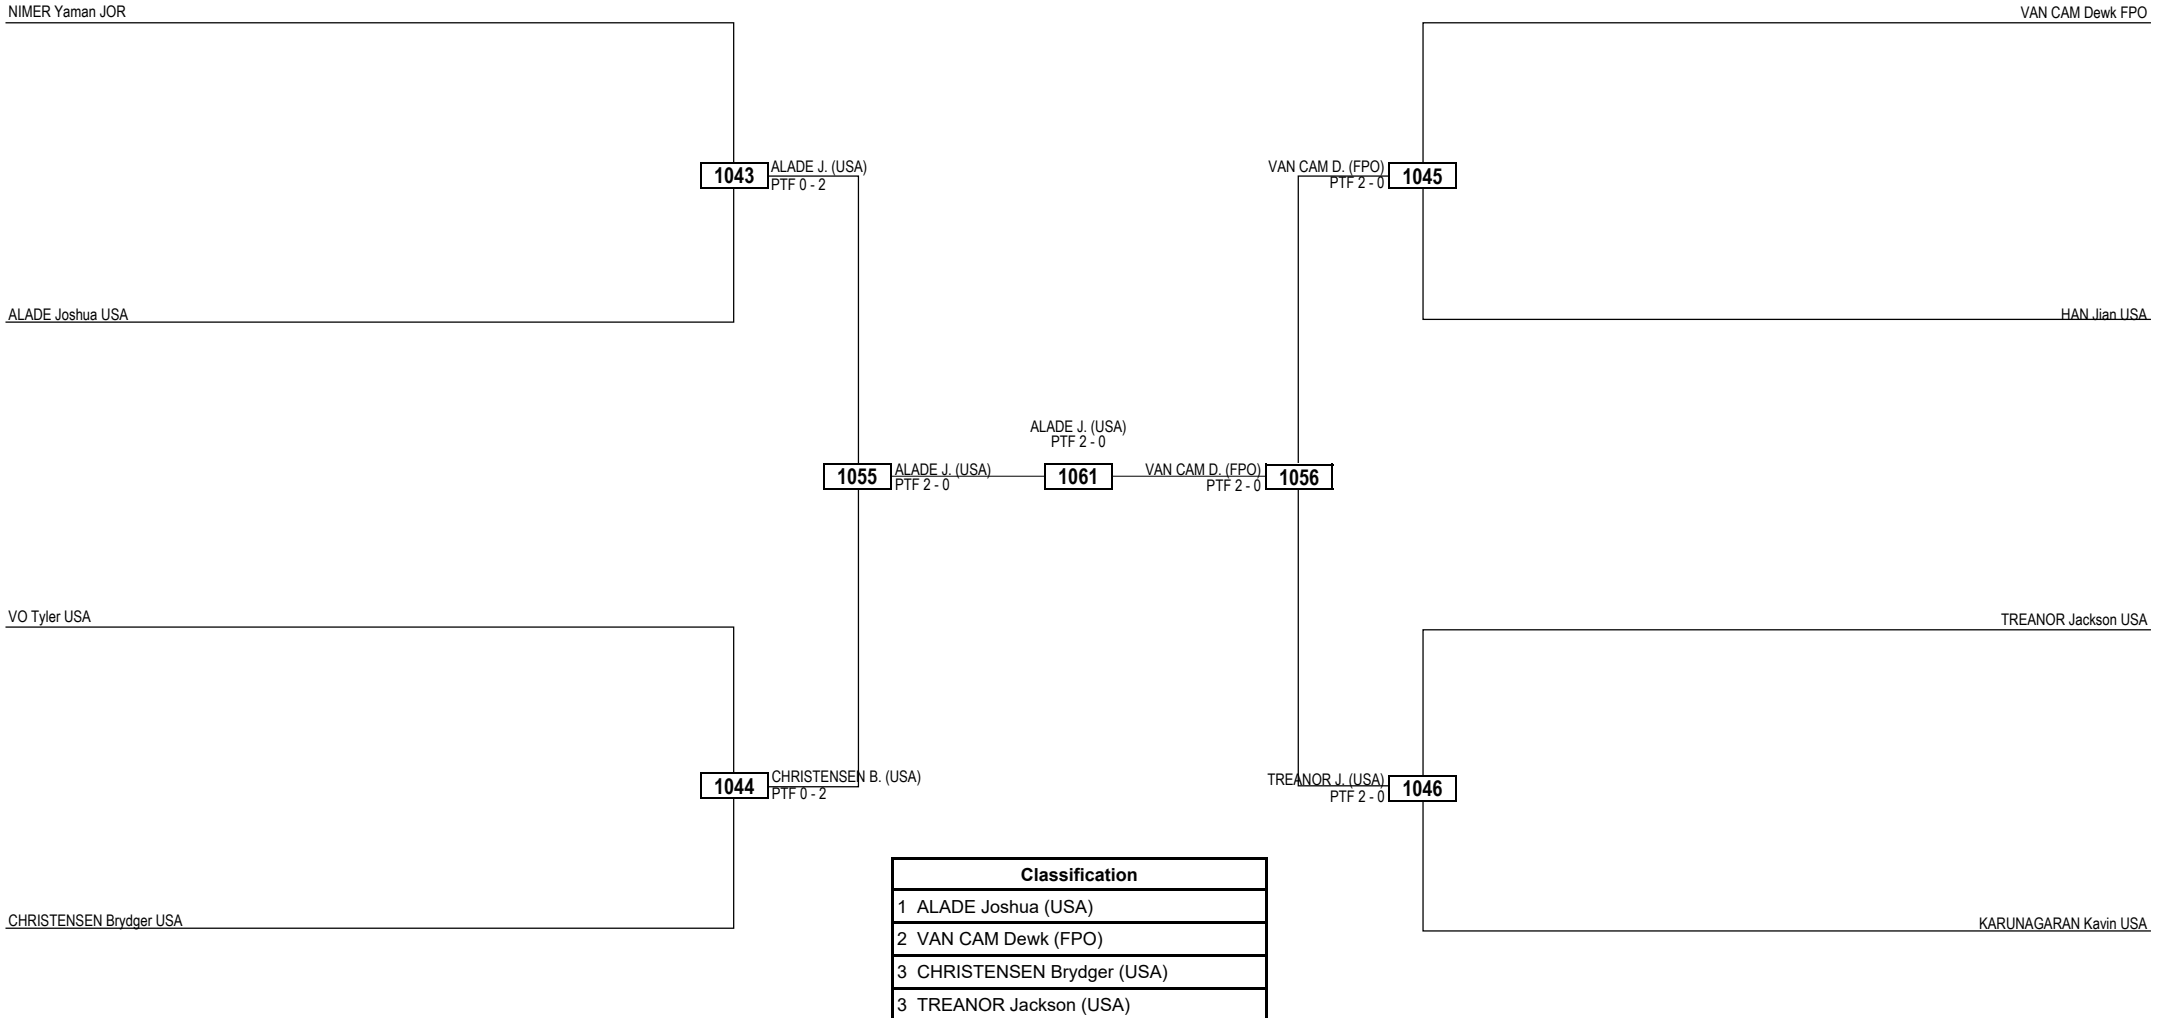 NIMER Yaman JOR
VAN CAM Dewk FPO
1043
ALADE J. (USA)
PTF 0 - 2
VAN CAM D. (FPO)
PTF 2 - 0
1045
ALADE Joshua USA
HAN Jian USA
ALADE J. (USA)
PTF 2 - 0
1055
ALADE J. (USA)
PTF 2 - 0
1061
VAN CAM D. (FPO)
PTF 2 - 0
1056
VO Tyler USA
TREANOR Jackson USA
1044
CHRISTENSEN B. (USA)
PTF 0 - 2
TREANOR J. (USA)
PTF 2 - 0
1046
CHRISTENSEN Brydger USA
KARUNAGARAN Kavin USA
Classification
1 ALADE Joshua (USA)
2 VAN CAM Dewk (FPO)
3 CHRISTENSEN Brydger (USA)
3 TREANOR Jackson (USA)